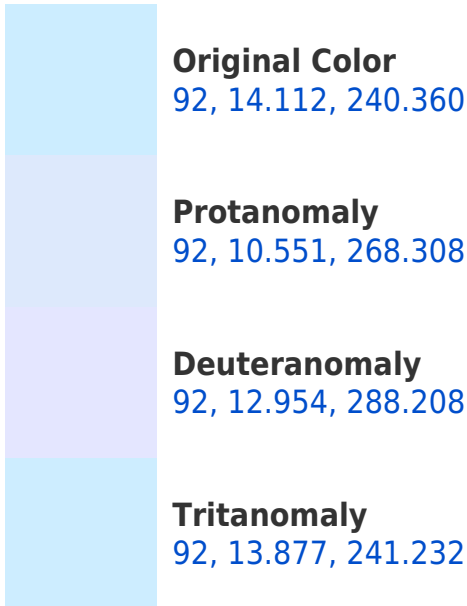 Original Color
92, 14.112, 240.360
Protanomaly
92, 10.551, 268.308
Deuteranomaly
92, 12.954, 288.208
Tritanomaly
92, 13.877, 241.232